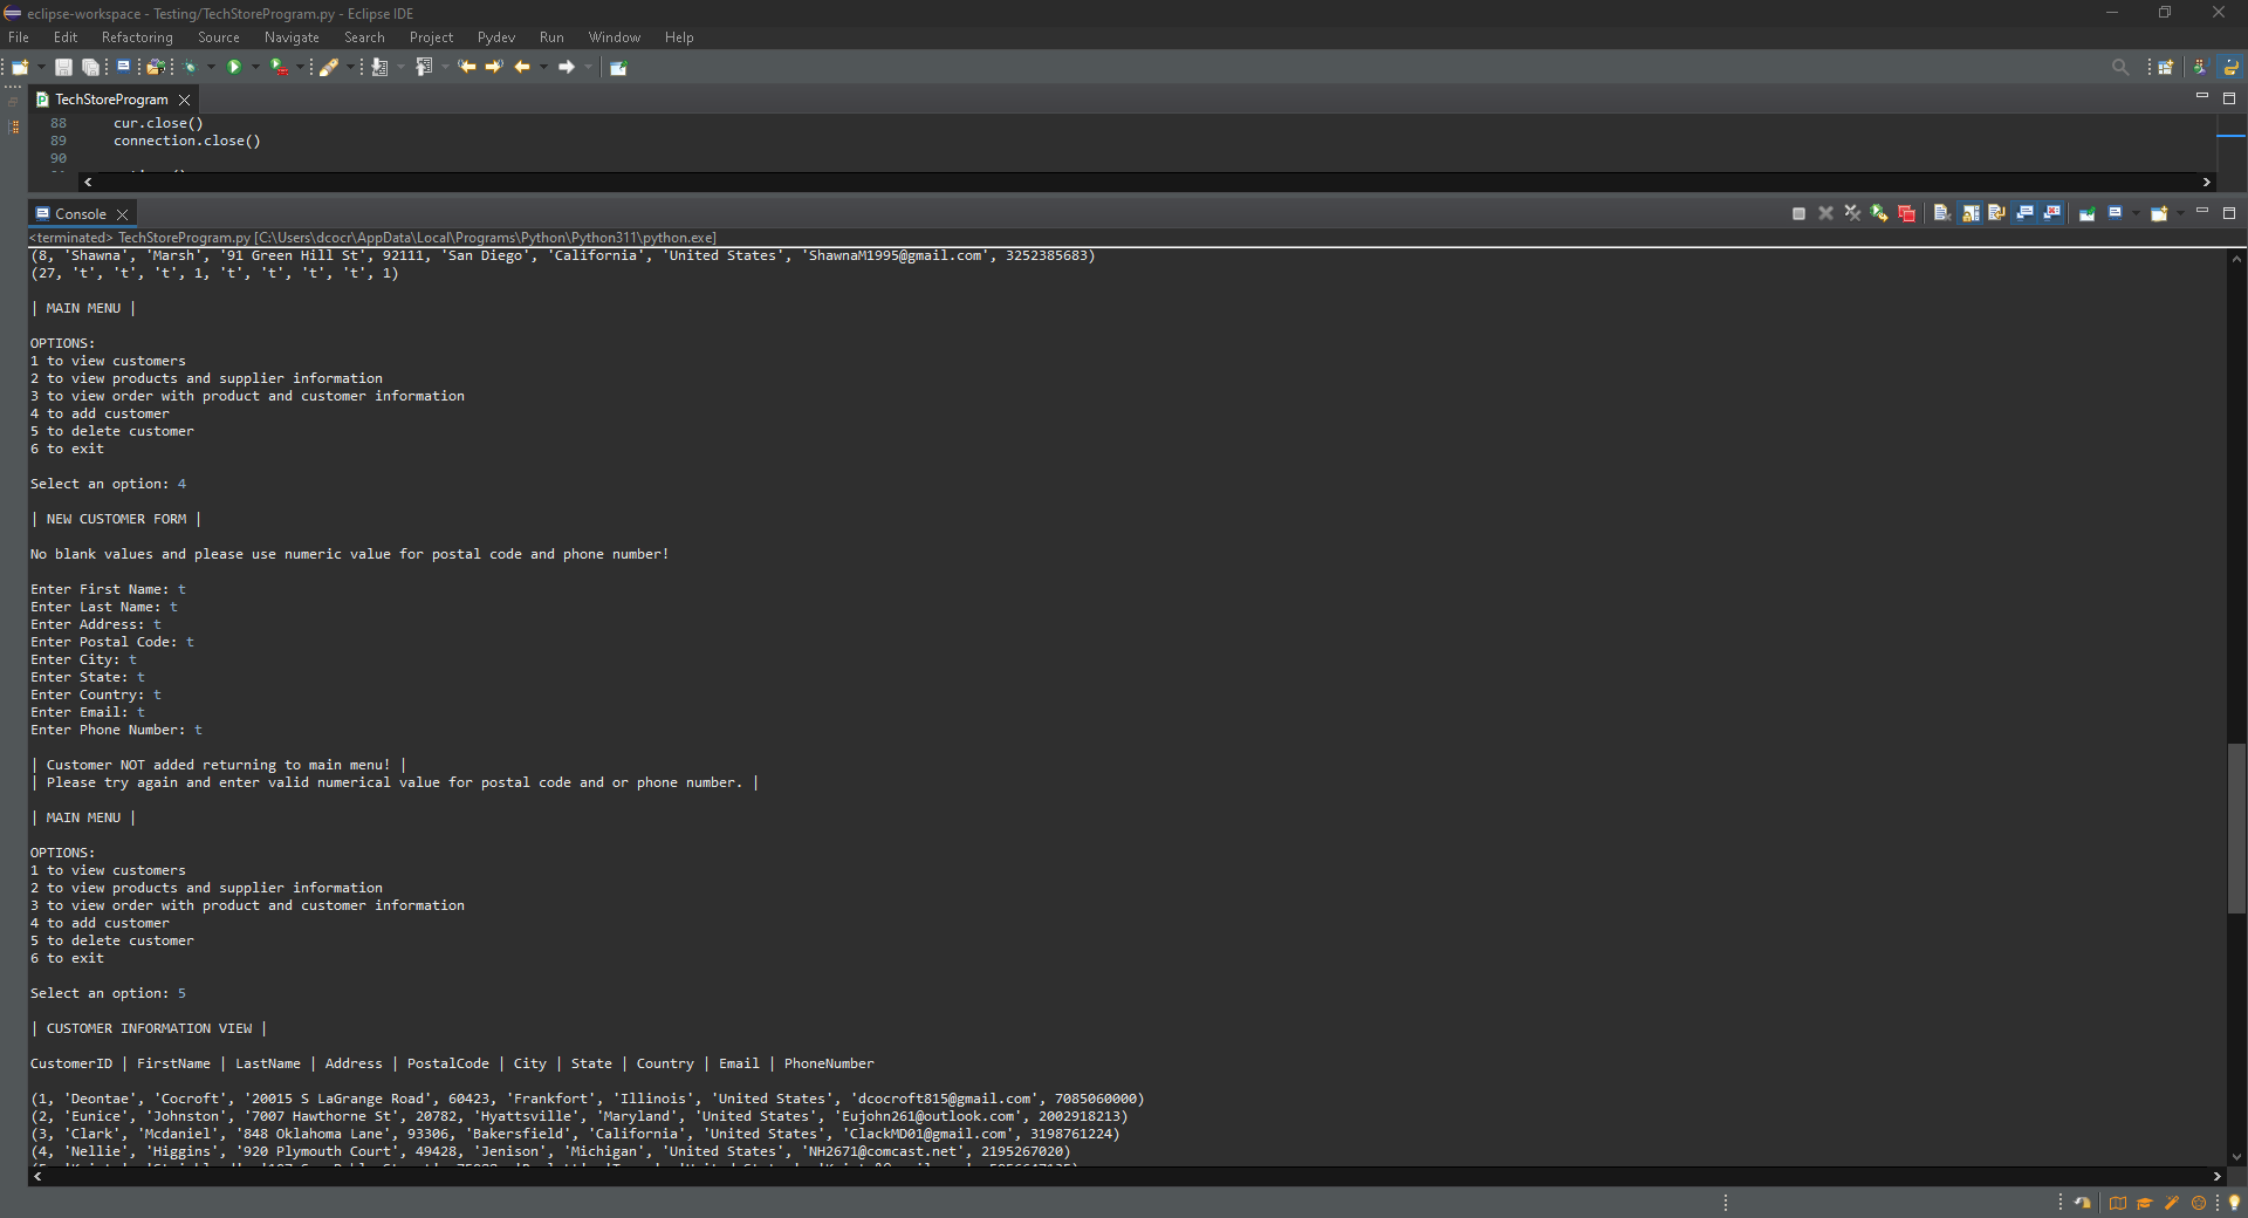 eclipse-workspace - Testing/TechStoreProgram.py - Eclipse IDE
File Edit Refactoring Source Navigate Search Project Pydev Run Window Help
TechStoreProgram
88 cur.close()
89 connection.close()
90
Console
<terminated> TechStoreProgram.py [C:\Users\dcocr\AppData\Local\Programs\Python\Python311\python.exe]
(8, 'Shawna', 'Marsh', '91 Green Hill St', 92111, 'San Diego', 'California', 'United States', 'ShawnaM1995@gmail.com', 3252385683)
(27, 't', 't', 't', 1, 't', 't', 't', 't', 1)
| MAIN MENU |
OPTIONS:
1 to view customers
2 to view products and supplier information
3 to view order with product and customer information
4 to add customer
5 to delete customer
6 to exit
Select an option: 4
| NEW CUSTOMER FORM |
No blank values and please use numeric value for postal code and phone number!
Enter First Name: t
Enter Last Name: t
Enter Address: t
Enter Postal Code: t
Enter City: t
Enter State: t
Enter Country: t
Enter Email: t
Enter Phone Number: t
| Customer NOT added returning to main menu! |
| Please try again and enter valid numerical value for postal code and or phone number. |
| MAIN MENU |
OPTIONS:
1 to view customers
2 to view products and supplier information
3 to view order with product and customer information
4 to add customer
5 to delete customer
6 to exit
Select an option: 5
| CUSTOMER INFORMATION VIEW |
CustomerID | FirstName | LastName | Address | PostalCode | City | State | Country | Email | PhoneNumber
(1, 'Deontae', 'Cocroft', '20015 S LaGrange Road', 60423, 'Frankfort', 'Illinois', 'United States', 'dcocroft815@gmail.com', 7085060000)
(2, 'Eunice', 'Johnston', '7007 Hawthorne St', 20782, 'Hyattsville', 'Maryland', 'United States', 'Eujohn261@outlook.com', 2002918213)
(3, 'Clark', 'Mcdaniel', '848 Oklahoma Lane', 93306, 'Bakersfield', 'California', 'United States', 'ClackMD01@gmail.com', 3198761224)
(4, 'Nellie', 'Higgins', '920 Plymouth Court', 49428, 'Jenison', 'Michigan', 'United States', 'NH2671@comcast.net', 2195267020)